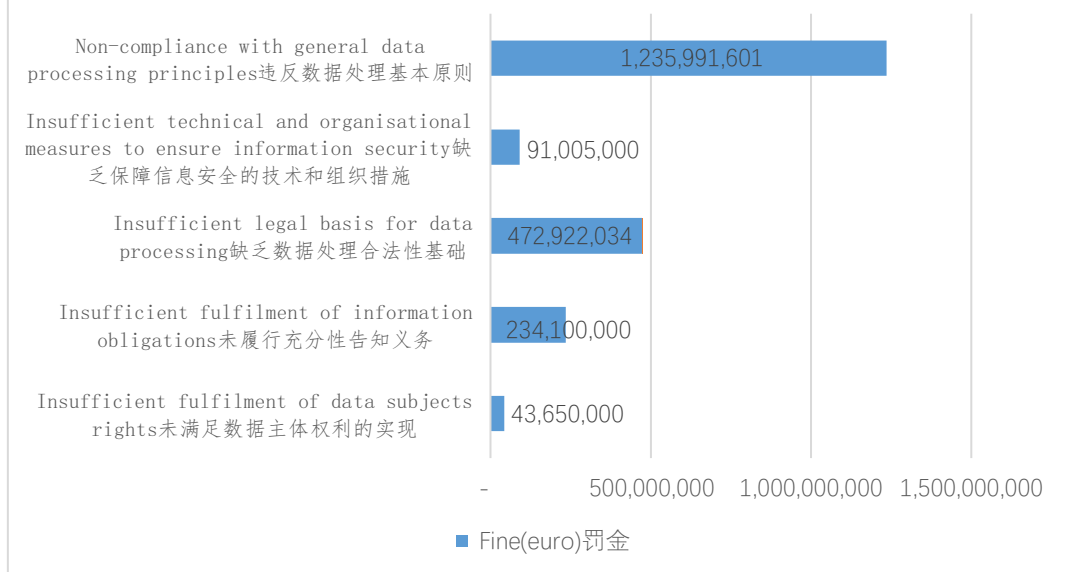 Non-compliance with general data
processing principles违反数据处理基本原则
1,235,991,601
Insufficient technical and organisational
measures to ensure information security缺
乏保障信息安全的技术和组织措施
91,005,000
Insufficient legal basis for data
processing缺乏数据处理合法性基础
472,922,034
Insufficient fulfilment of information
obligations未履行充分性告知义务
234,100,000
Insufficient fulfilment of data subjects
rights未满足数据主体权利的实现
43,650,000
- 500,000,000 1,000,000,000 1,500,000,000
Fine(euro)罚金